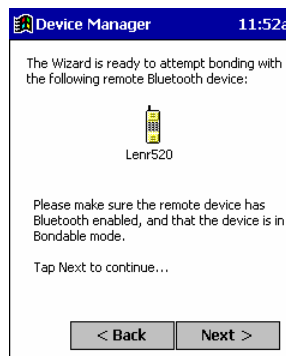 Device Manager 11:52a
The Wizard is ready to attempt bonding with
the following remote Bluetooth device:
Lenr520
Please make sure the remote device has
Bluetooth enabled, and that the device is in
Bondable mode.
Tap Next to continue...
< Back Next >